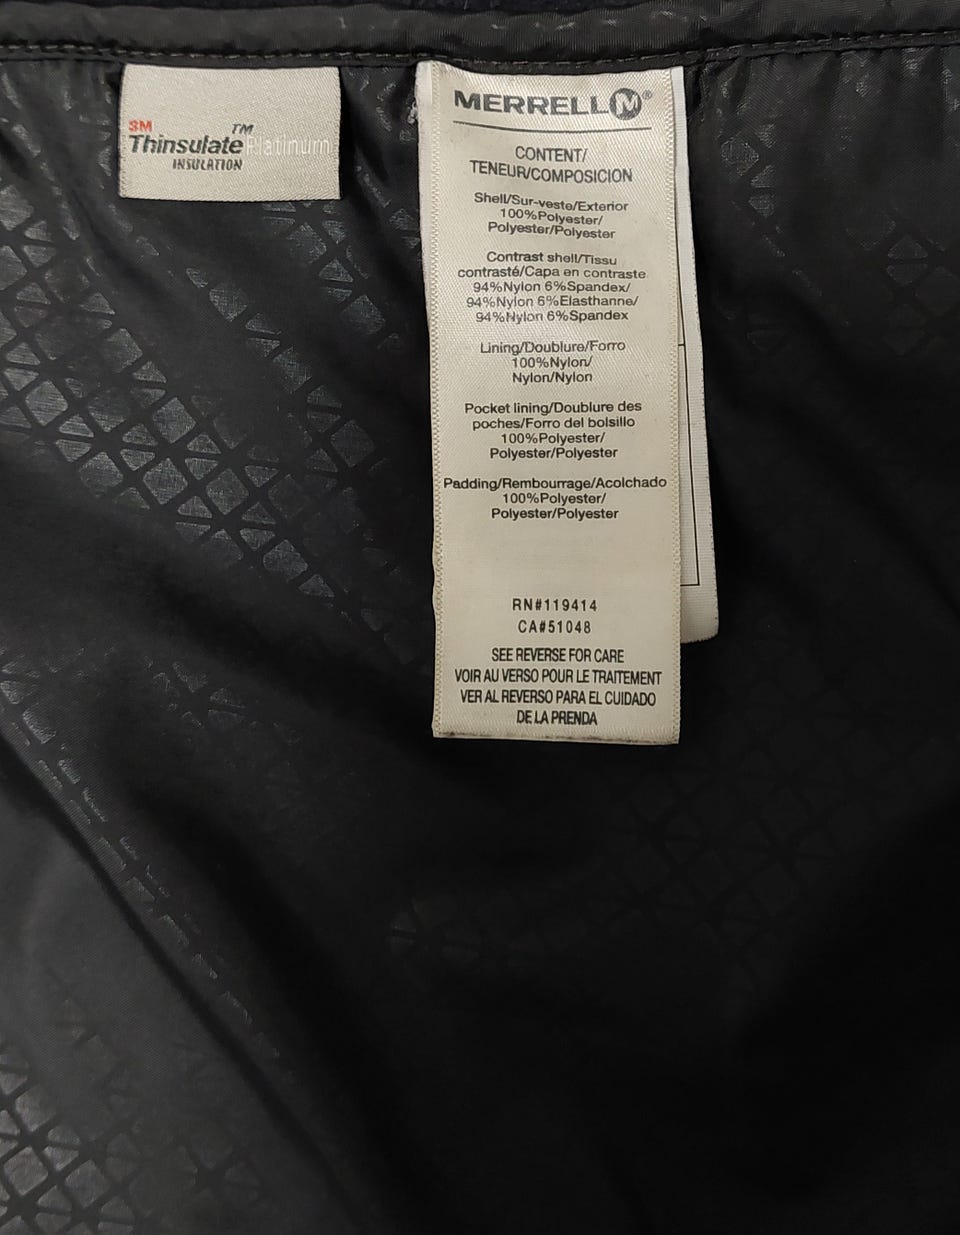 3M
Thinsulate™ Platinum
INSULATION
MERRELL M®
CONTENT/
TENEUR/COMPOSICION
Shell/Sur-veste/Exterior
100%Polyester/
Polyester/Polyester
Contrast shell/Tissu
contrasté/Capa en contraste
94%Nylon 6%Spandex/
94%Nylon 6%Elasthanne/
94%Nylon 6%Spandex
Lining/Doublure/Forro
100%Nylon/
Nylon/Nylon
Pocket lining/Doublure des
poches/Forro del bolsillo
100%Polyester/
Polyester/Polyester
Padding/Rembourrage/Acolchado
100%Polyester/
Polyester/Polyester
RN#119414
CA#51048
SEE REVERSE FOR CARE
VOIR AU VERSO POUR LE TRAITEMENT
VER AL REVERSO PARA EL CUIDADO
DE LA PRENDA